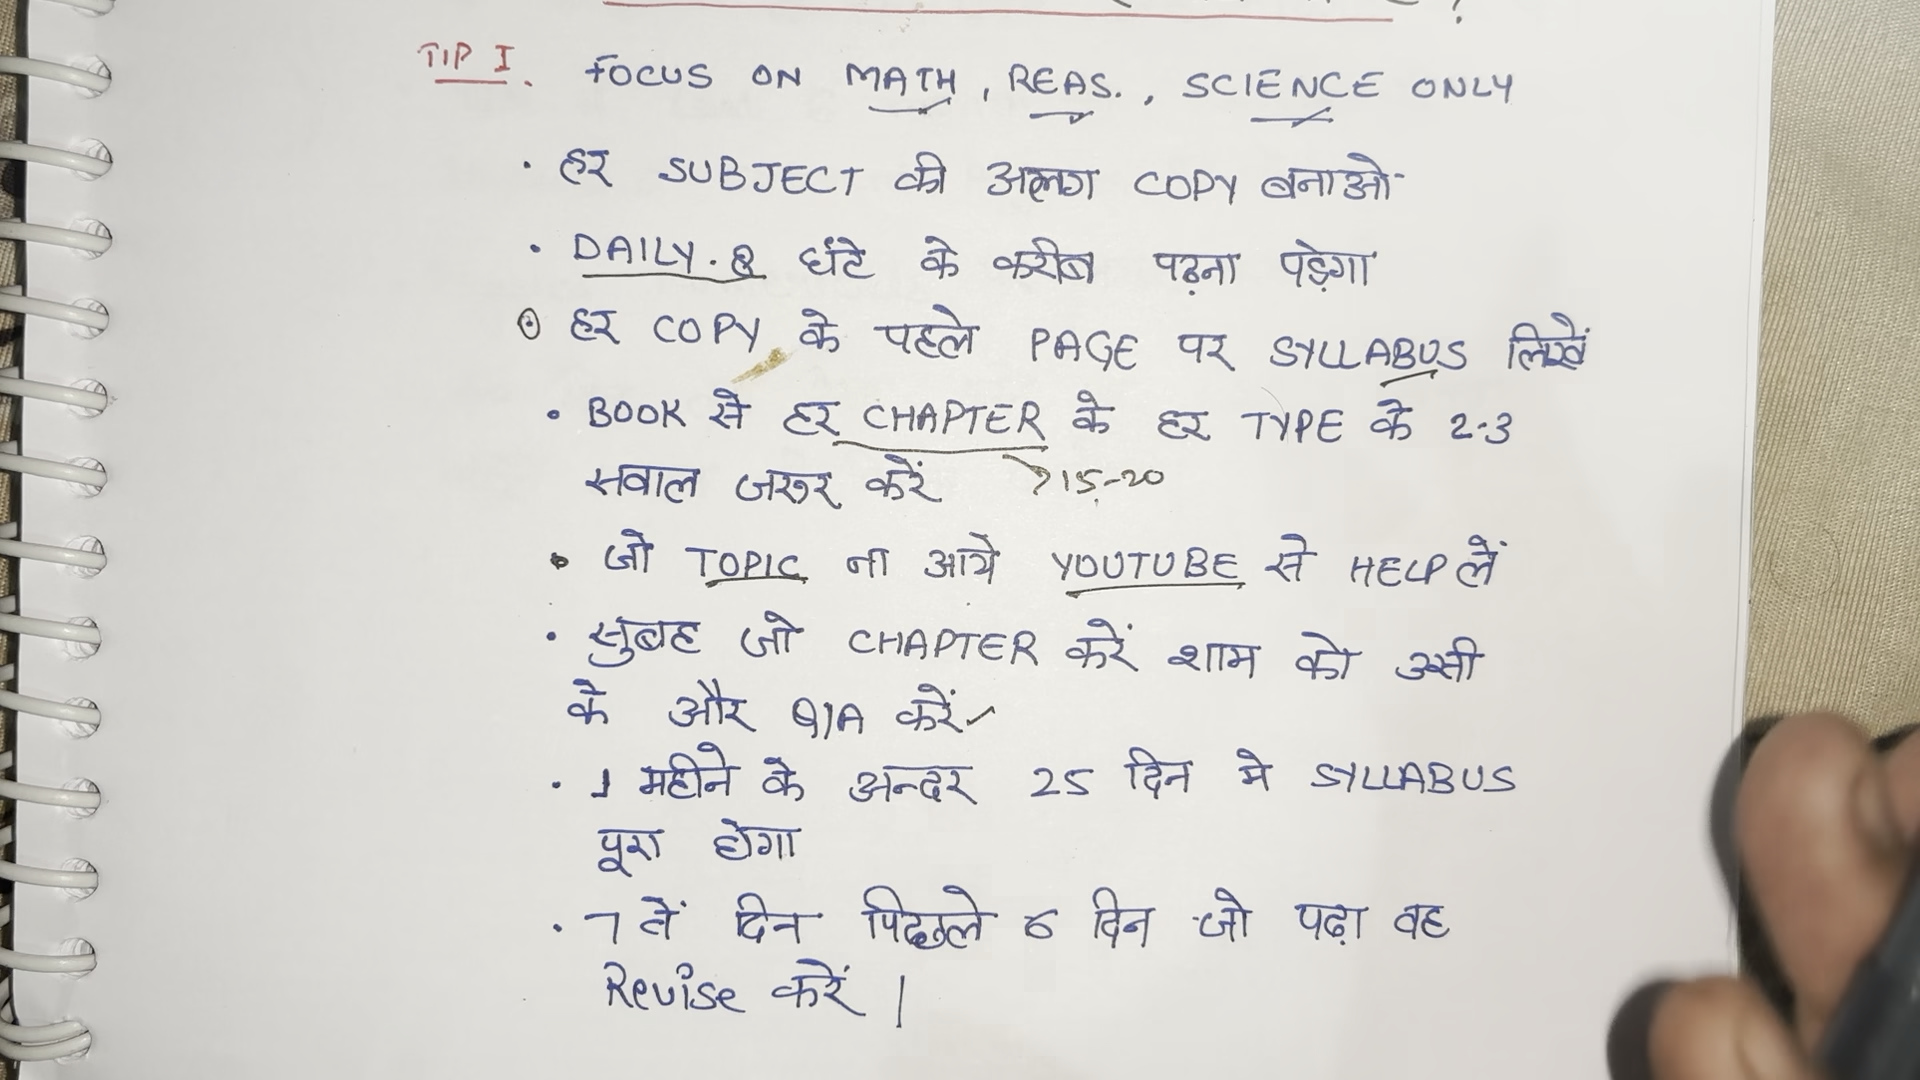 ?
TIP I. FOCUS ON MATH, REAS., SCIENCE ONLY
• हर SUBJECT की अलग COPY बनाओ
• DAILY. 8 घंटे के करीब पढ़ना पड़ेगा
• हर COPY के पहले PAGE पर SYLLABUS लिखें
• BOOK से हर CHAPTER के हर TYPE के 2-3
सवाल जरूर करें → 15-20
• जो TOPIC ना आये YOUTUBE से HELP लें
• सुबह जो CHAPTER करें शाम को उसी
के और Q/A करें ✓
• 1 महीने के अन्दर 25 दिन मे SYLLABUS
पूरा होगा
• 7 वें दिन पिछले 6 दिन जो पढ़ा वह
Revise करें |